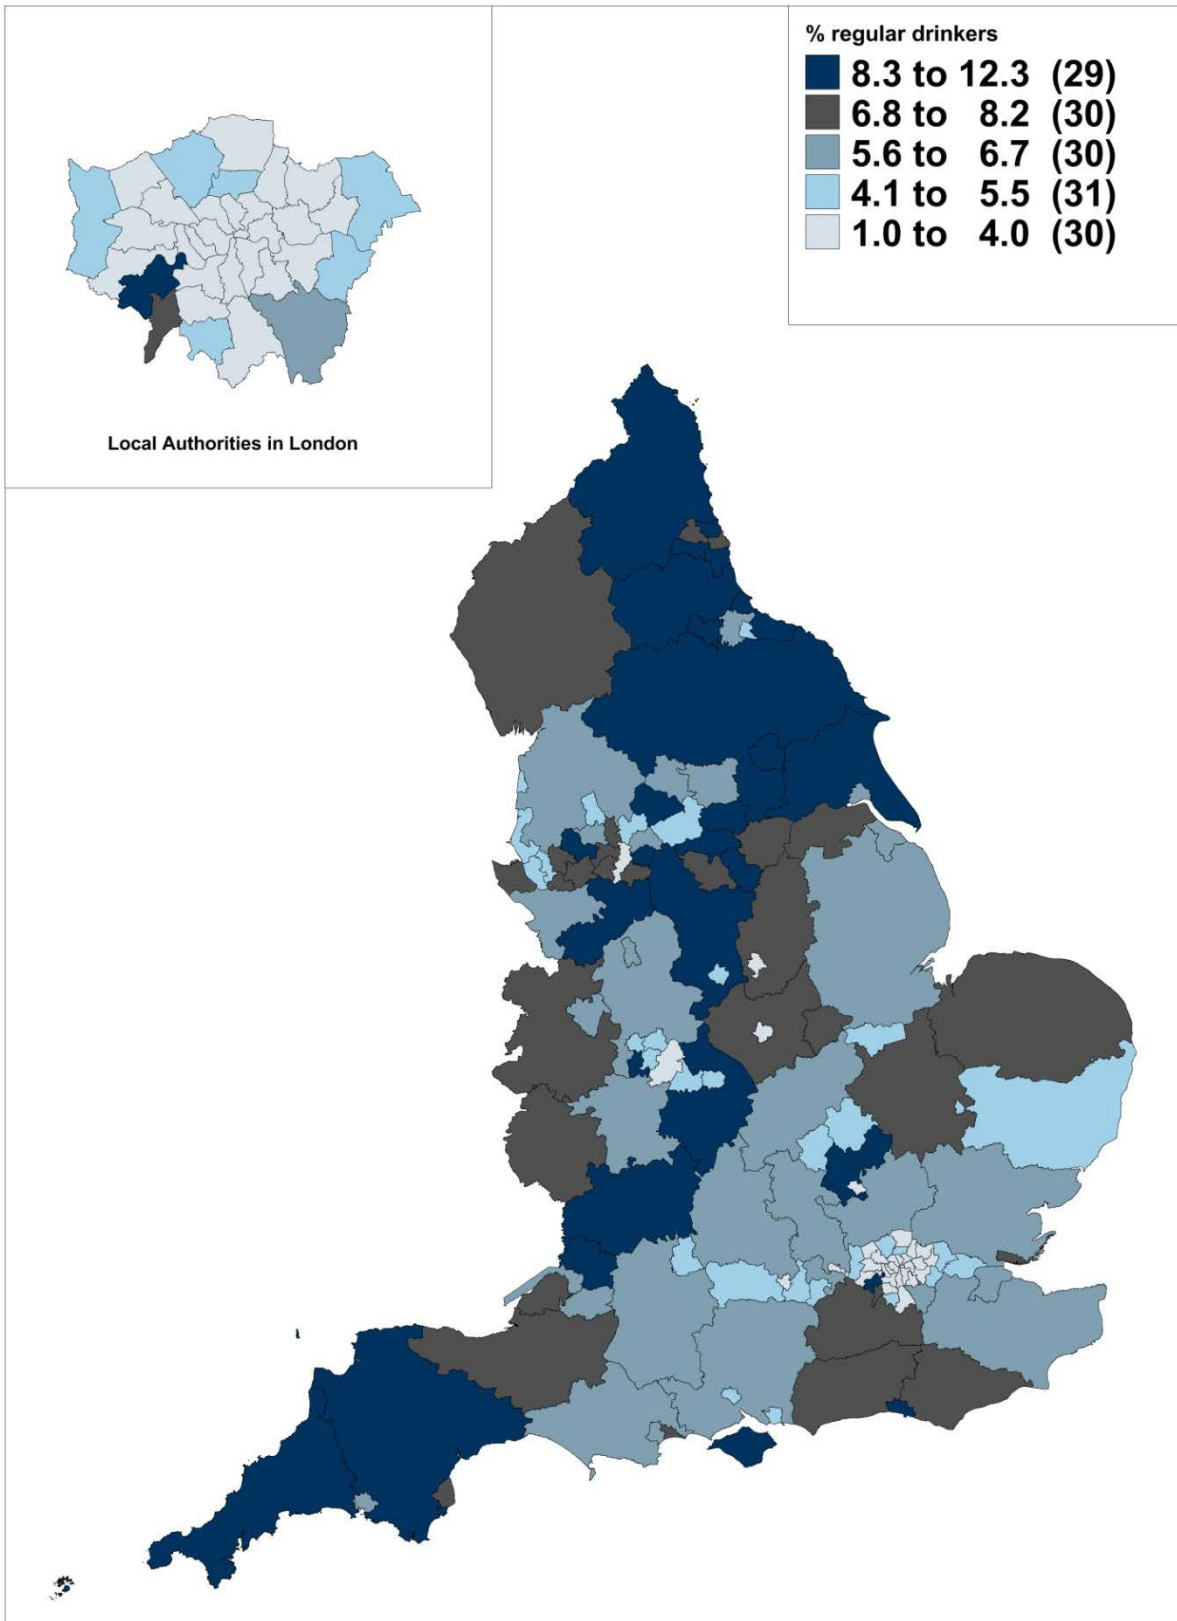 % regular drinkers
8.3 to 12.3 (29)
6.8 to 8.2 (30)
5.6 to 6.7 (30)
4.1 to 5.5 (31)
1.0 to 4.0 (30)
Local Authorities in London